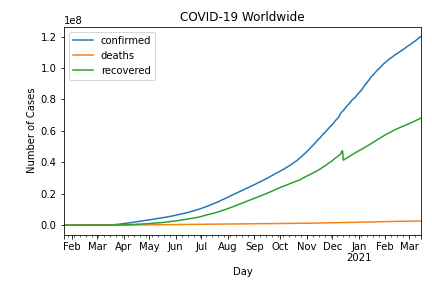 COVID-19 Worldwide
1e8
confirmed
deaths
recovered
Number of Cases
1.2
1.0
0.8
0.6
0.4
0.2
0.0
Feb Mar Apr May Jun Jul Aug Sep Oct Nov Dec Jan Feb Mar
2021
Day